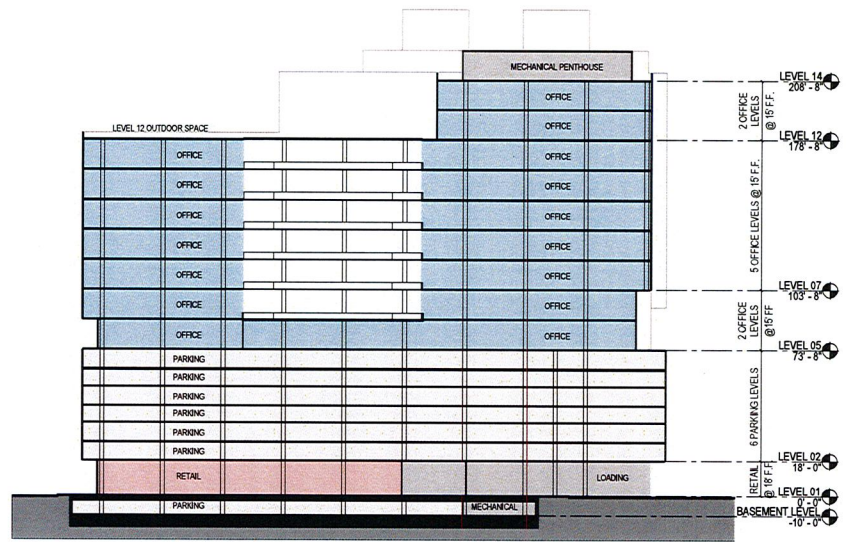 MECHANICAL PENTHOUSE
LEVEL 14
208' - 8"
OFFICE
2 OFFICE
LEVELS
@ 15' F.F.
LEVEL 12 OUTDOOR SPACE
OFFICE
LEVEL 12
178' - 8"
OFFICE
OFFICE
OFFICE
OFFICE
OFFICE
OFFICE
OFFICE
OFFICE
OFFICE
OFFICE
5 OFFICE LEVELS @ 15' F.F.
LEVEL 07
103' - 8"
OFFICE
OFFICE
OFFICE
OFFICE
2 OFFICE
LEVELS
@15' FF
LEVEL 05
73' - 8"
PARKING
PARKING
PARKING
PARKING
PARKING
PARKING
6 PARKING LEVELS
LEVEL 02
18' - 0"
RETAIL
LOADING
RETAIL
@ 18' F.F.
LEVEL 01
0' - 0"
PARKING
MECHANICAL
BASEMENT LEVEL
-10' - 0"